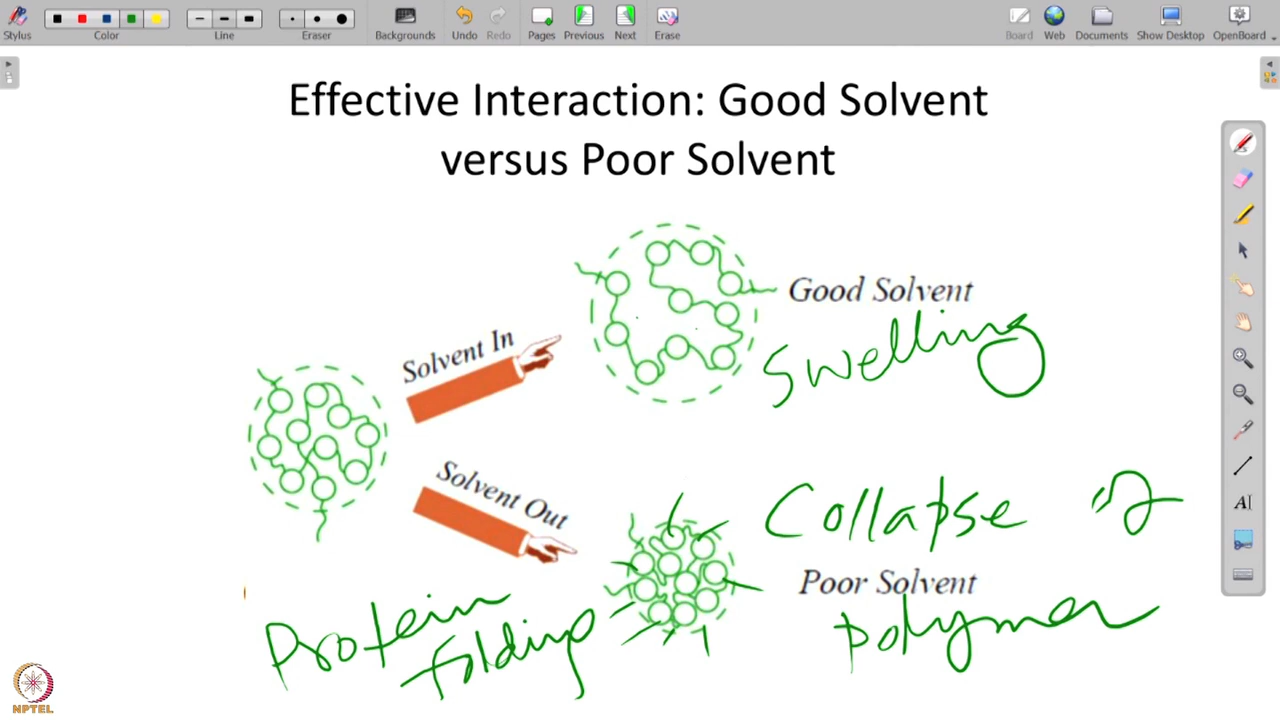 Stylus
Color
Line
Eraser
Backgrounds
Undo
Redo
Pages
Previous
Next
Erase
Board
Web
Documents
Show Desktop
OpenBoard
Effective Interaction: Good Solvent
versus Poor Solvent
Solvent In
Good Solvent
Swelling
Solvent Out
Collapse of
Poor Solvent
polymer
Protein
folding
AI
NPTEL